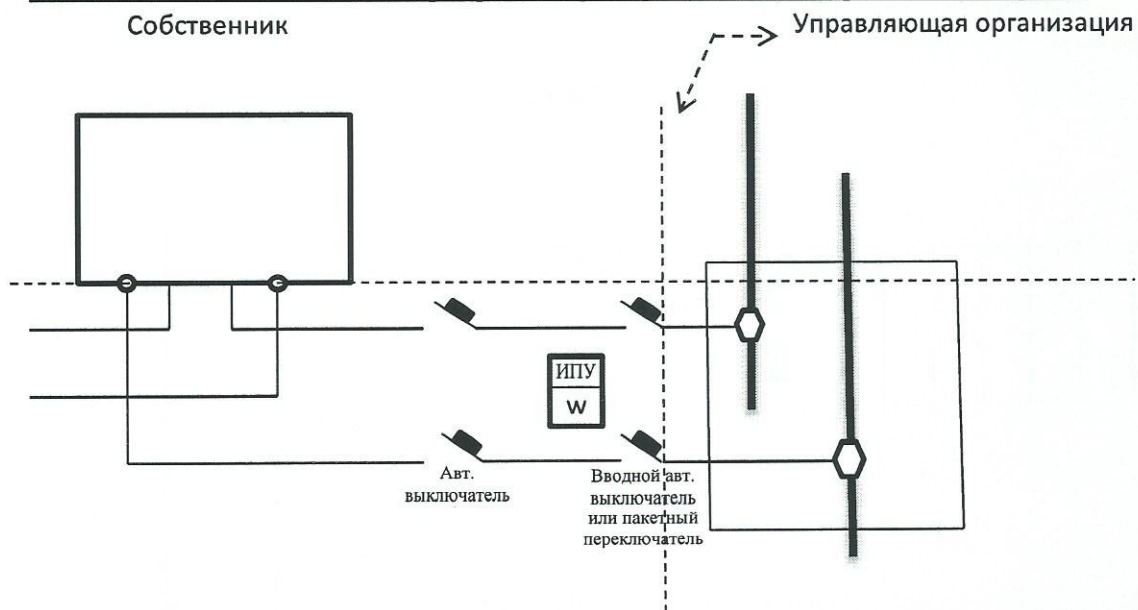 Собственник
Управляющая организация
ИПУ
W
Авт.
выключатель
Вводной авт.
выключатель
или пакетный
переключатель